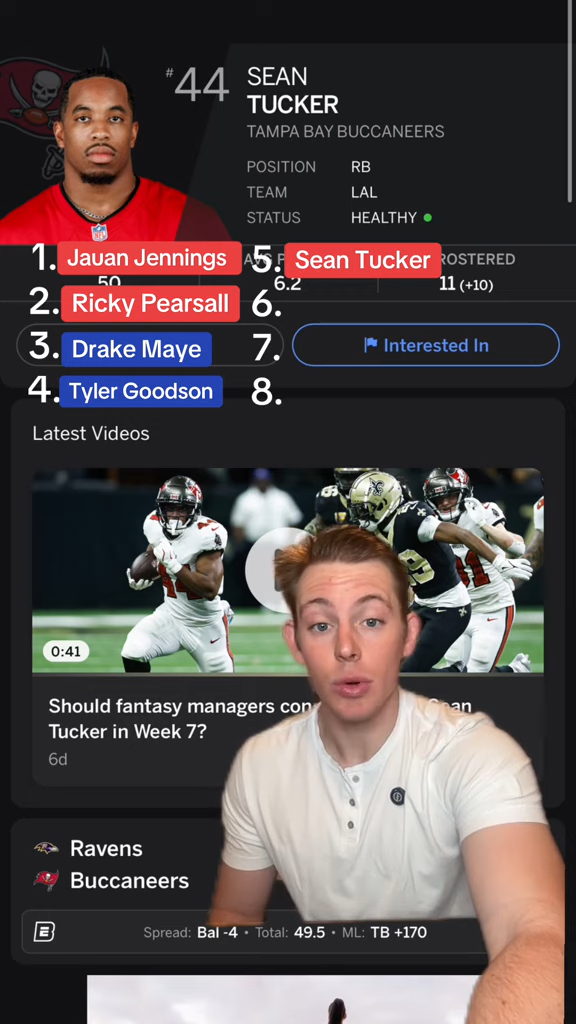 #44 SEAN
TUCKER
TAMPA BAY BUCCANEERS
POSITION RB
TEAM LAL
STATUS HEALTHY
1. Jauan Jennings
2. Ricky Pearsall
3. Drake Maye
4. Tyler Goodson
5. Sean Tucker
6.
7.
8.
50 6.2 11 (+10)
Interested In
Latest Videos
0:41
Should fantasy managers
Tucker in Week 7?
6d
Ravens
Buccaneers
E Spread: Bal -4 • Total: 49.5 • ML: TB +170